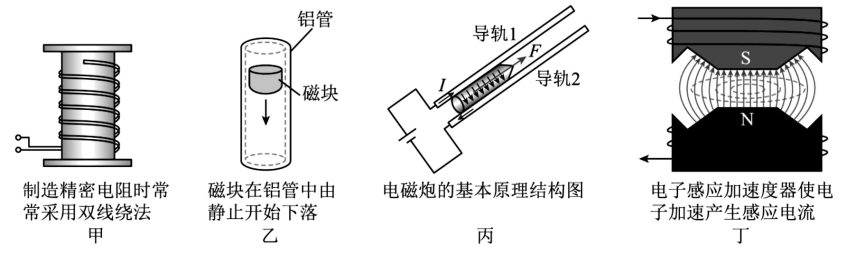 铝管
磁块
导轨1
F
I
导轨2
S
N
制造精密电阻时常
常采用双线绕法
甲
磁块在铝管中由
静止开始下落
乙
电磁炮的基本原理结构图
丙
电子感应加速度器使电
子加速产生感应电流
丁